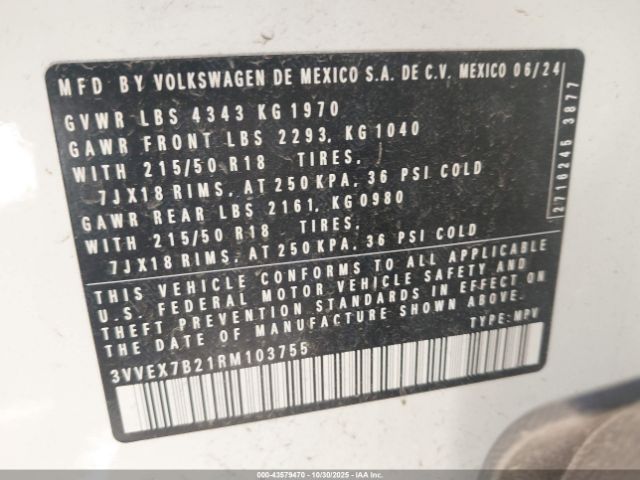 MFD BY VOLKSWAGEN DE MEXICO S.A. DE C.V. MEXICO 06/24
GVWR LBS 4343 KG 1970
GAWR FRONT LBS 2293, KG 1040
WITH 215/50 R18 TIRES,
7JX18 RIMS, AT 250 KPA, 36 PSI COLD
GAWR REAR LBS 2161, KG 0980
WITH 215/50 R18 TIRES,
7JX18 RIMS, AT 250 KPA, 36 PSI COLD
2716245 3877
THIS VEHICLE CONFORMS TO ALL APPLICABLE
U.S. FEDERAL MOTOR VEHICLE SAFETY AND
THEFT PREVENTION STANDARDS IN EFFECT ON
THE DATE OF MANUFACTURE SHOWN ABOVE.
3VVEX7B21RM103755 TYPE: MPV
000-43579470 | 10/30/2025 - IAA, Inc.